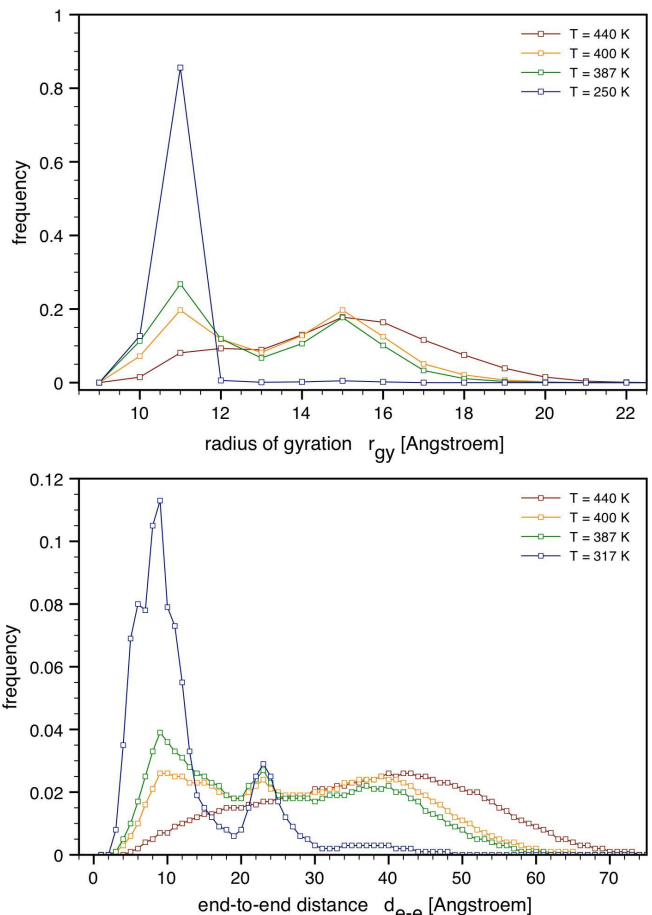 1
T = 440 K
T = 400 K
0.8
T = 387 K
T = 250 K
0.6
frequency
0.4
0.2
0
10 12 14 16 18 20 22
radius of gyration r gy [Angstroem]
0.12
T = 440 K
T = 400 K
0.1
T = 387 K
T = 317 K
0.08
frequency
0.06
0.04
0.02
0
0 10 20 30 40 50 60 70
end-to-end distance d e-e [Angstroem]